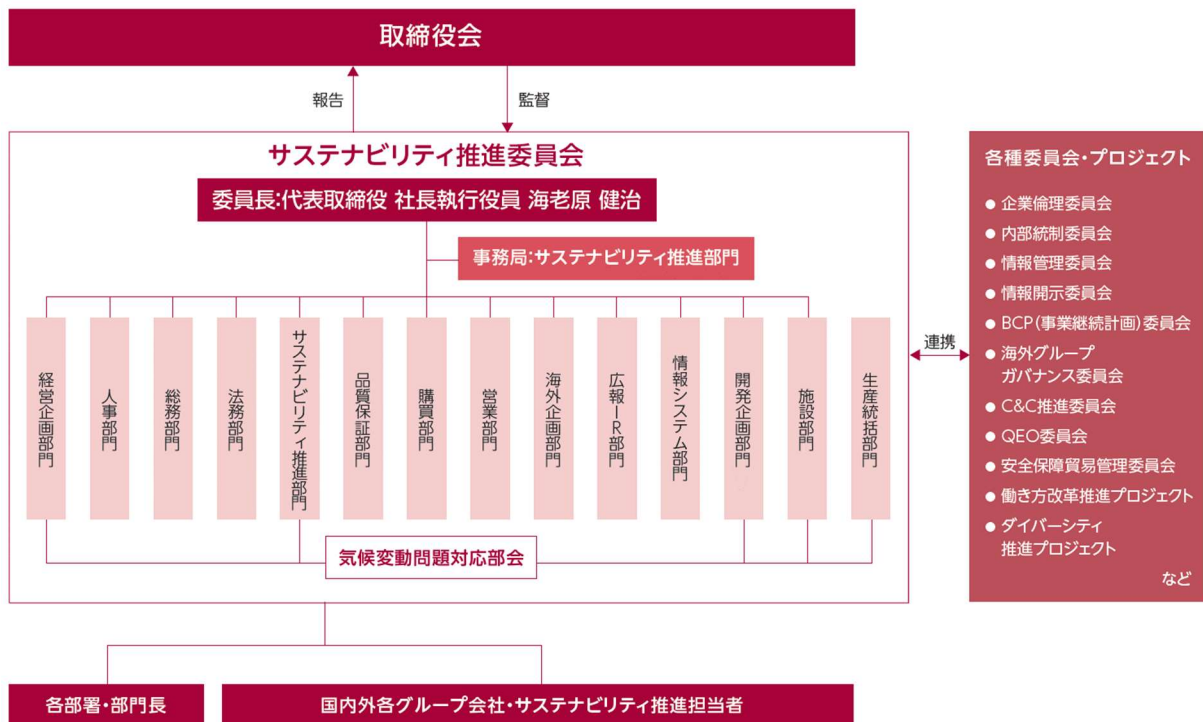 取締役会
報告
監督
サステナビリティ推進委員会
委員長:代表取締役 社長執行役員 海老原 健治
事務局:サステナビリティ推進部門
経営企画部門
人事部門
総務部門
法務部門
サステナビリティ推進部門
品質保証部門
購買部門
営業部門
海外企画部門
広報IR部門
情報システム部門
開発企画部門
施設部門
生産統括部門
気候変動問題対応部会
連携
各種委員会・プロジェクト
● 企業倫理委員会
● 内部統制委員会
● 情報管理委員会
● 情報開示委員会
● BCP(事業継続計画)委員会
● 海外グループ
ガバナンス委員会
● C&C推進委員会
● QEO委員会
● 安全保障貿易管理委員会
● 働き方改革推進プロジェクト
● ダイバーシティ
推進プロジェクト
など
各部署・部門長
国内外各グループ会社・サステナビリティ推進担当者